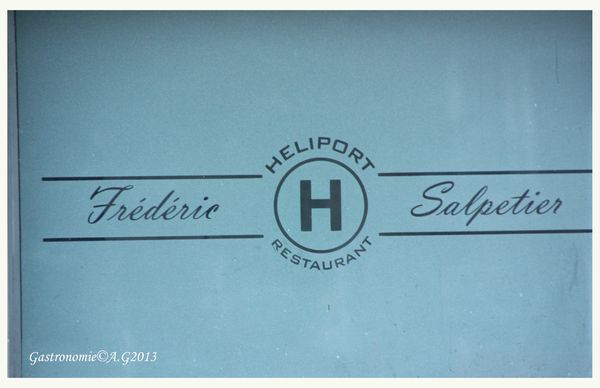 HELIPORT
Frédéric H Salpetier
RESTAURANT
Gastronomie©A.G2013